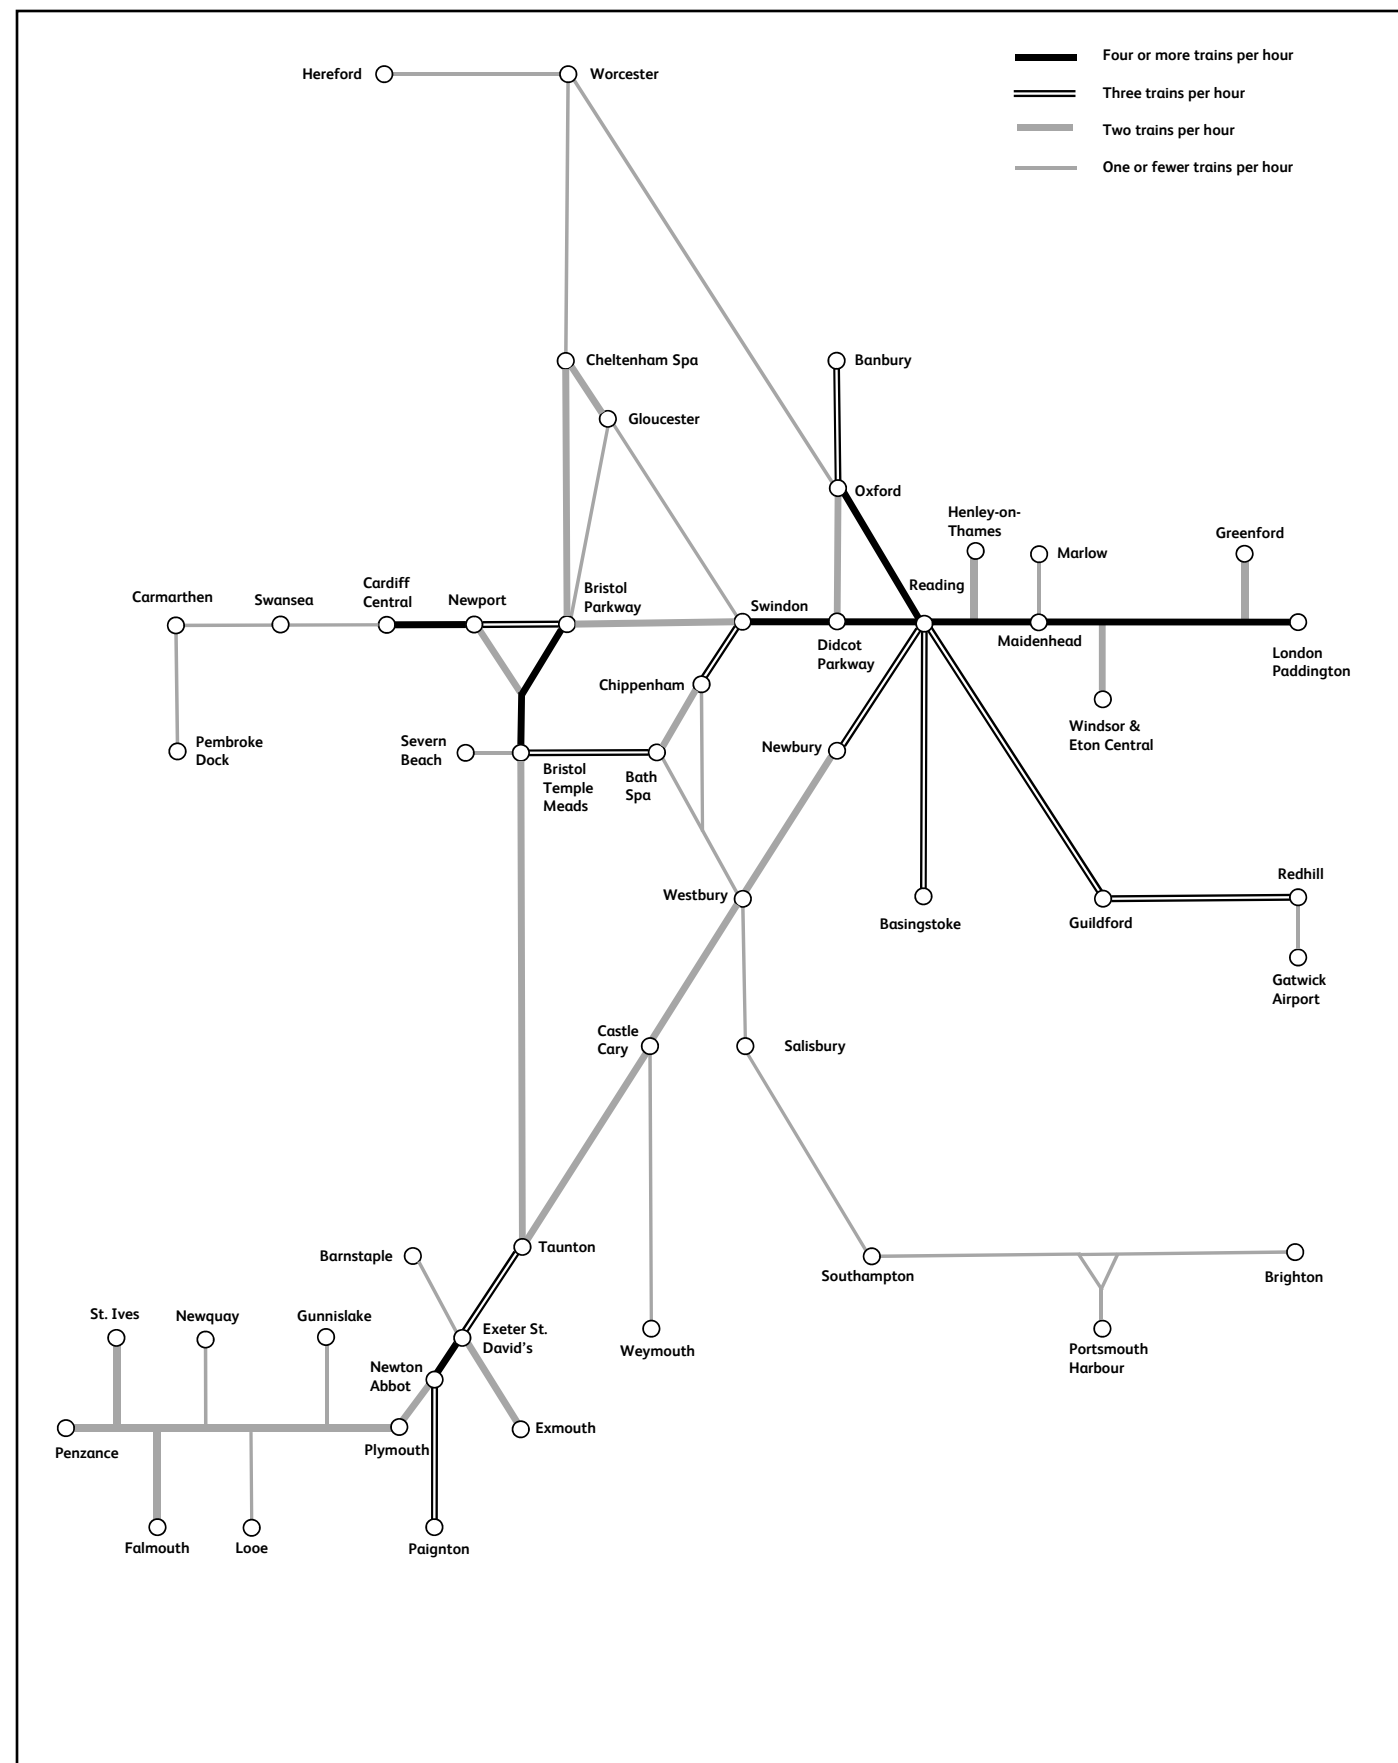 Four or more trains per hour
Three trains per hour
Two trains per hour
One or fewer trains per hour
Hereford
Worcester
Cheltenham Spa
Banbury
Gloucester
Oxford
Henley-on-
Thames
Marlow
Greenford
Carmarthen
Swansea
Cardiff
Central
Newport
Bristol
Parkway
Swindon
Reading
Didcot
Parkway
Maidenhead
London
Paddington
Chippenham
Windsor &
Eton Central
Pembroke
Dock
Severn
Beach
Bristol
Temple
Meads
Bath
Spa
Newbury
Westbury
Basingstoke
Guildford
Redhill
Gatwick
Airport
Castle
Cary
Salisbury
Barnstaple
Taunton
Southampton
Brighton
St. Ives
Newquay
Gunnislake
Exeter St.
David’s
Newton
Abbot
Weymouth
Portsmouth
Harbour
Penzance
Plymouth
Exmouth
Falmouth
Looe
Paignton